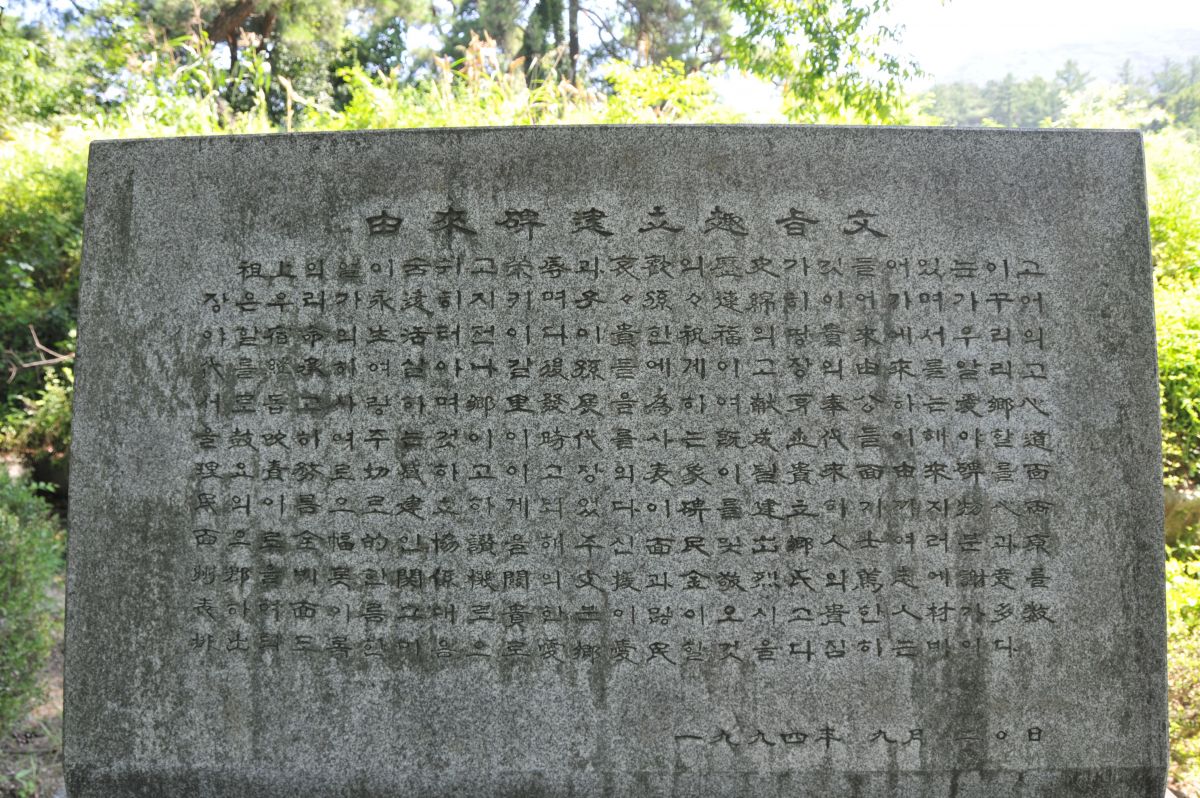 由來碑建立趣旨文
祖上의얼이숨쉬고榮辱과哀歡의歷史가깃들어있는이고
장은우리가永遠히지키며子々孫々連綿히이어가며가꾸어
야할宿命의生活터전이다이貴한祝福의땅貴來에서우리의
代를継承하여살아나갈後孫들에게이고장의由來를알리고
서로돕고사랑하며鄕里發展을爲하여獻身奉公하는愛鄕心
을鼓吹하여주는것이이時代를사는旣成世代들이해야할道
理요責務로切感하고이고장의表象이될貴來面由來碑를面
民의이름으로建立하게되었다이碑를建立하기까지物心兩
面으로全幅的인協讚을해주신面民및出鄕人士여러분과原
州郡을비롯한關係機關의支援과金敬烈氏의篤志에謝意를
表하며面이름그대로貴한분이많이오시고貴한人材가多數
배出되도록한마음으로愛鄕愛民할것을다짐하는바이다.
一九九四年 九月 二○日